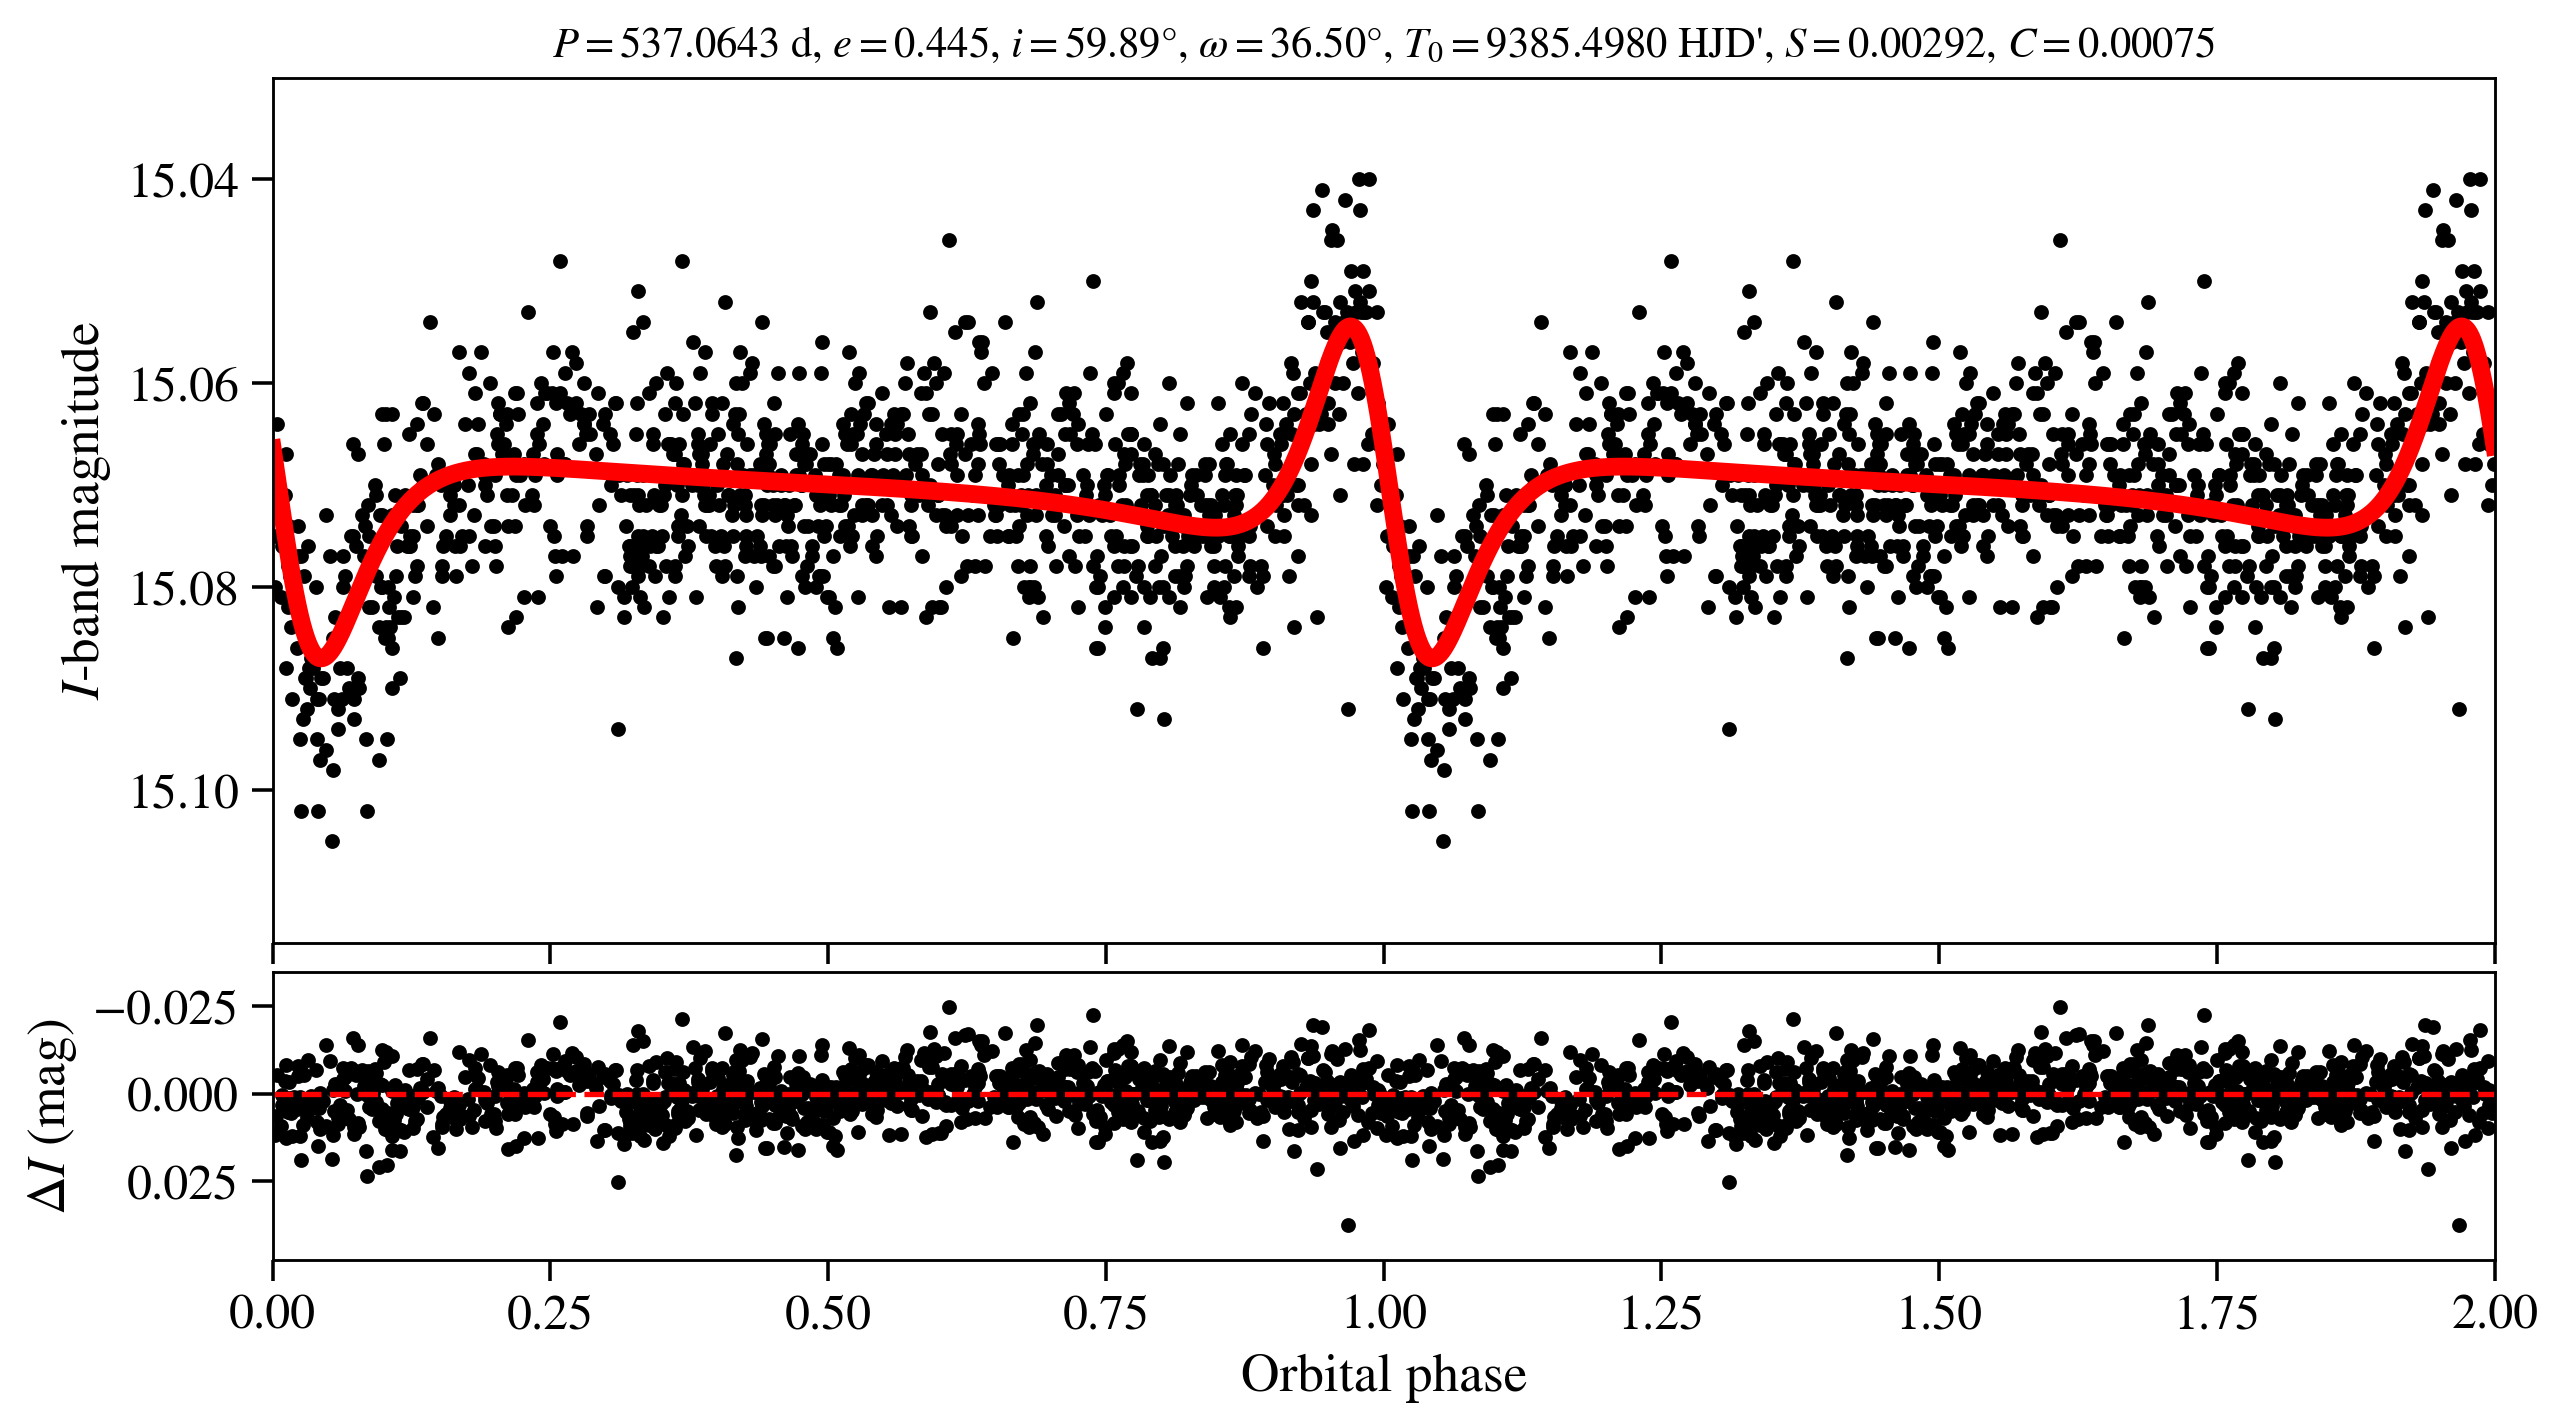 P = 537.0643 d, e = 0.445, i = 59.89°, ω = 36.50°, T₀ = 9385.4980 HJD', S = 0.00292, C = 0.00075
I-band magnitude
15.04
15.06
15.08
15.10
ΔI (mag)
−0.025
0.000
0.025
0.00 0.25 0.50 0.75 1.00 1.25 1.50 1.75 2.00
Orbital phase